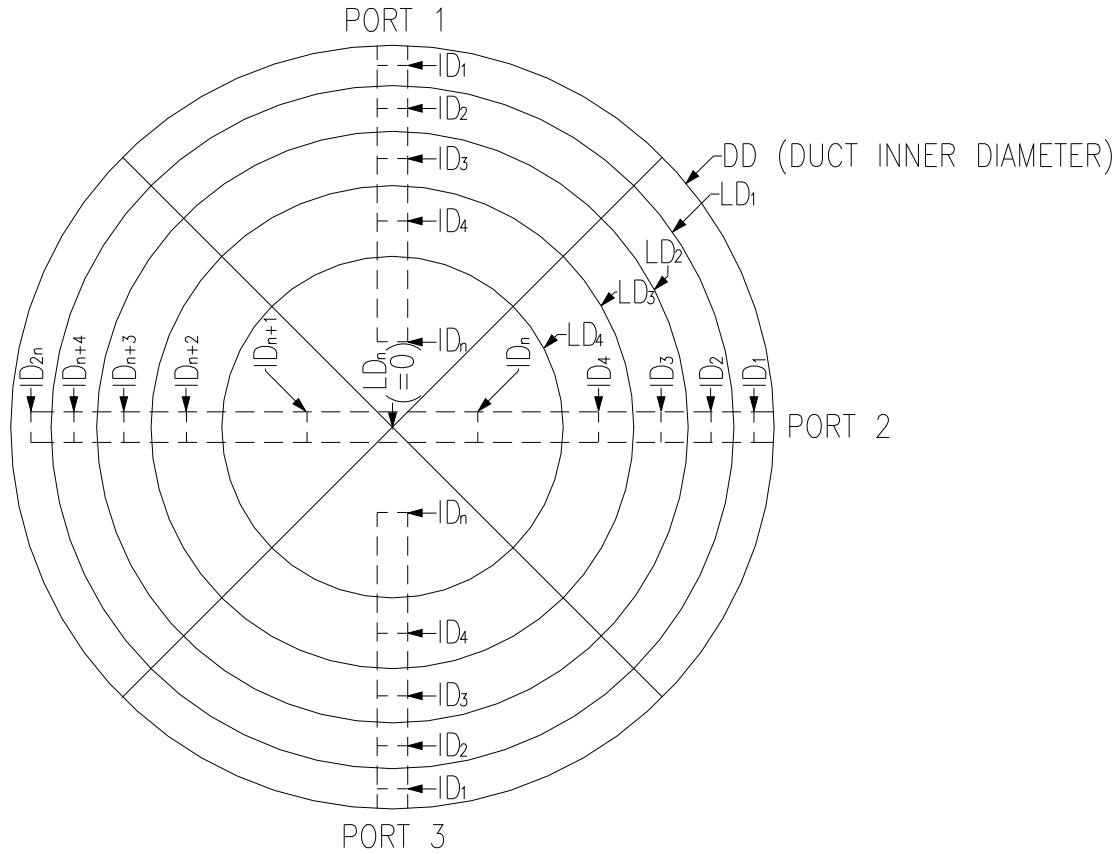 PORT 1
ID₁
ID₂
DD (DUCT INNER DIAMETER)
ID₃
LD₁
ID₄
LD₂
LD₃
LD₄
IDₙ
ID₂ₙ
IDₙ₊₄
IDₙ₊₃
IDₙ₊₂
IDₙ₊₁
LDₙ
(=0)
IDₙ
ID₄
ID₃
ID₂
ID₁
PORT 2
IDₙ
ID₄
ID₃
ID₂
ID₁
PORT 3